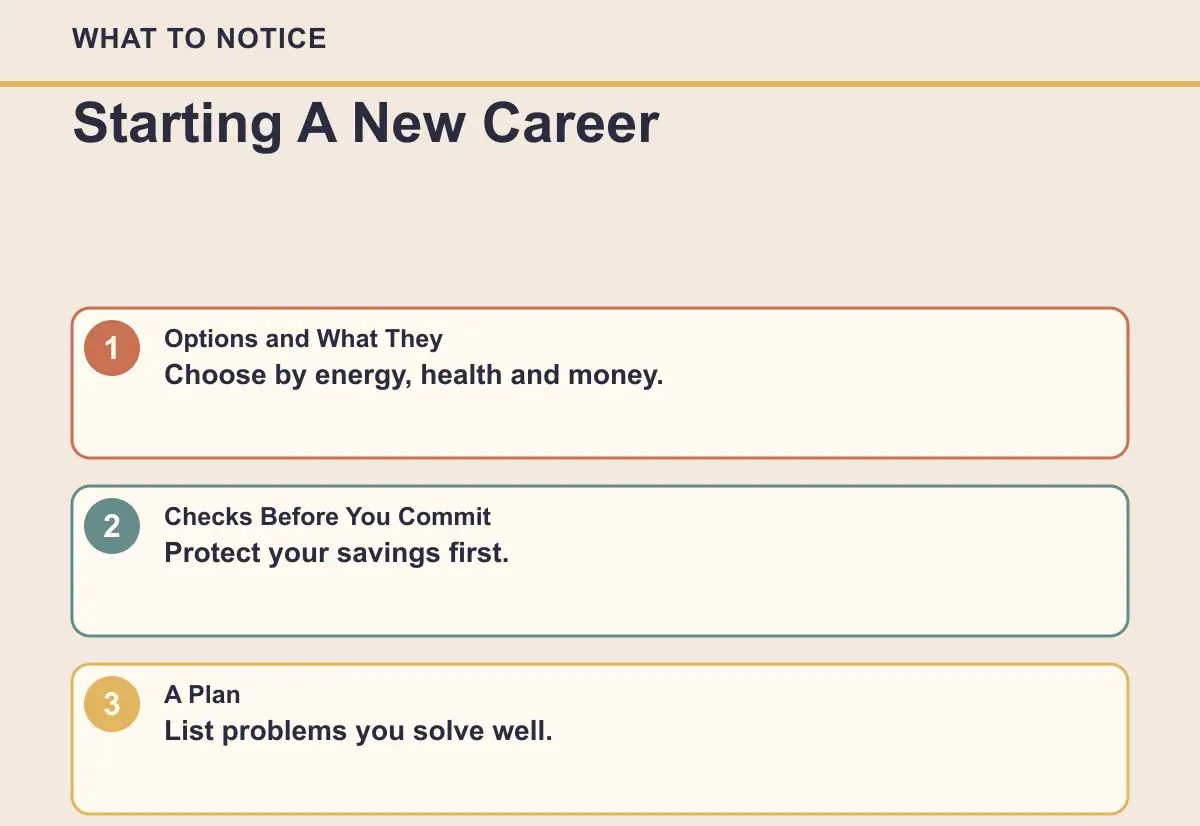 WHAT TO NOTICE
Starting A New Career
1
Options and What They
Choose by energy, health and money.
2
Checks Before You Commit
Protect your savings first.
3
A Plan
List problems you solve well.